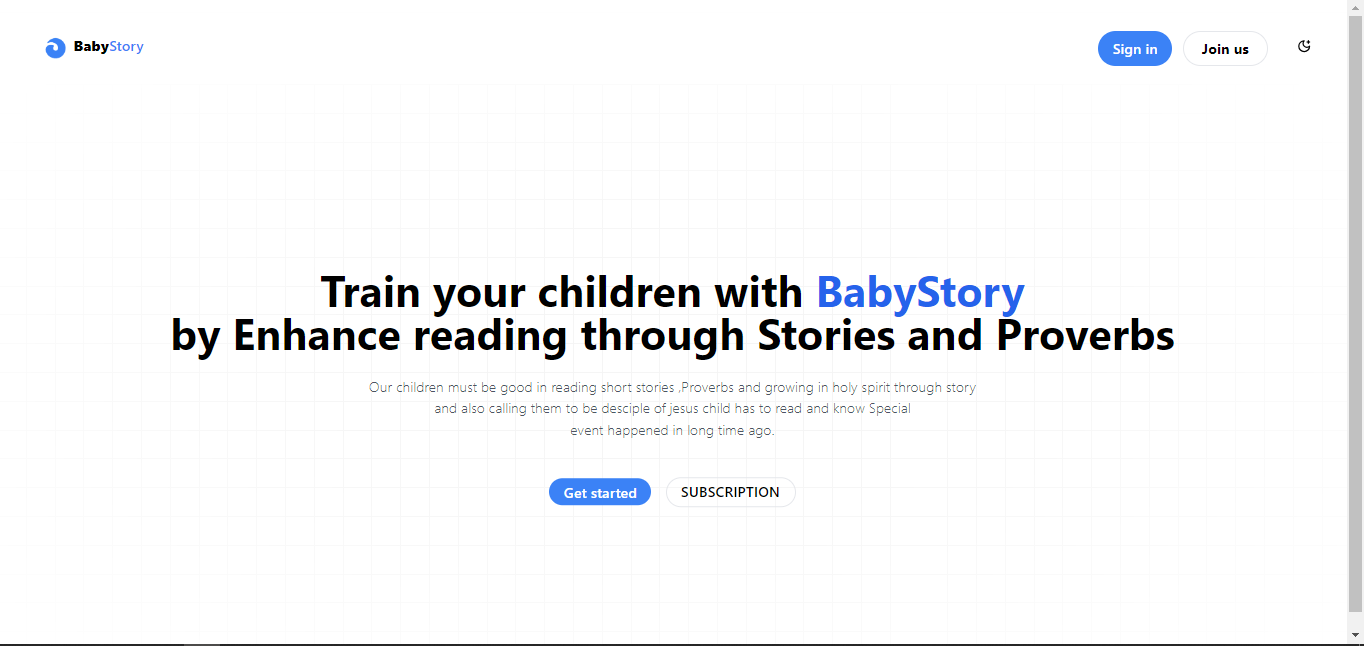 BabyStory
Sign in
Join us
Train your children with BabyStory
by Enhance reading through Stories and Proverbs
Our children must be good in reading short stories ,Proverbs and growing in holy spirit through story
and also calling them to be desciple of jesus child has to read and know Special
event happened in long time ago.
Get started
SUBSCRIPTION